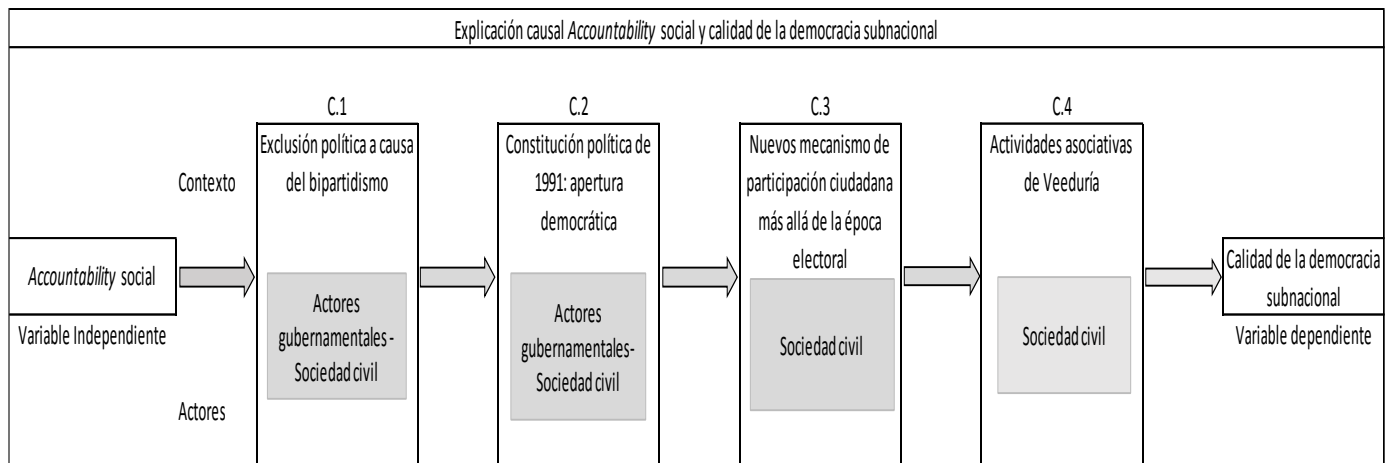 Explicación causal Accountability social y calidad de la democracia subnacional
Contexto
Actores
Accountability social
Variable Independiente
C.1
Exclusión política a causa
del bipartidismo
Actores
gubernamentales -
Sociedad civil
C.2
Constitución política de
1991: apertura
democrática
Actores
gubernamentales-
Sociedad civil
C.3
Nuevos mecanismo de
participación ciudadana
más allá de la época
electoral
Sociedad civil
C.4
Actividades asociativas
de Veeduría
Sociedad civil
Calidad de la democracia
subnacional
Variable dependiente